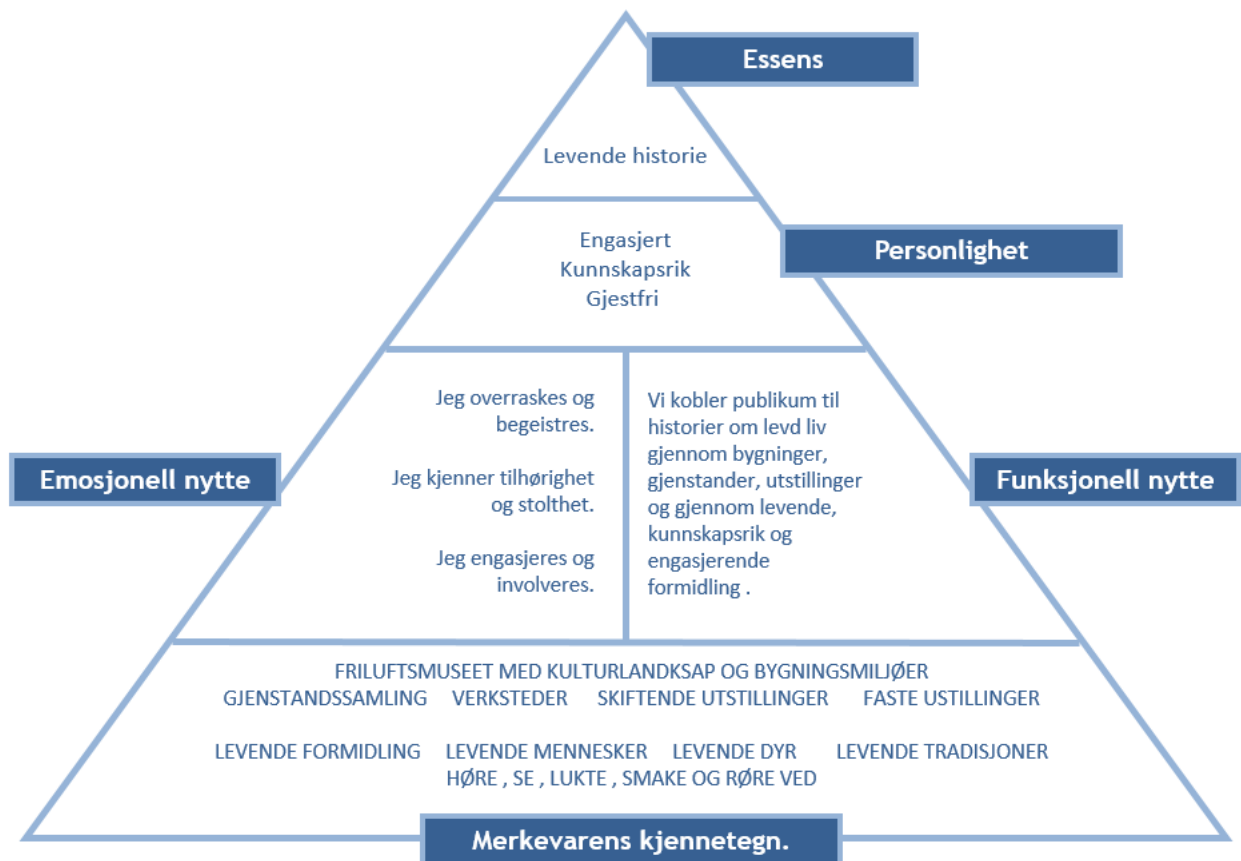 Essens
Levende historie
Personlighet
Engasjert
Kunnskapsrik
Gjestfri
Emosjonell nytte
Jeg overraskes og
begeistres.
Jeg kjenner tilhørighet
og stolthet.
Jeg engasjeres og
involveres.
Funksjonell nytte
Vi kobler publikum til
historier om levd liv
gjennom bygninger,
gjenstander, utstillinger
og gjennom levende,
kunnskapsrik og
engasjerende
formidling .
FRILUFTSMUSEET MED KULTURLANDKSAP OG BYGNINGSMILJØER
GJENSTANDSSAMLING VERKSTEDER SKIFTENDE UTSTILLINGER FASTE USTILLINGER
LEVENDE FORMIDLING LEVENDE MENNESKER LEVENDE DYR LEVENDE TRADISJONER
HØRE , SE , LUKTE , SMAKE OG RØRE VED
Merkevarens kjennetegn.